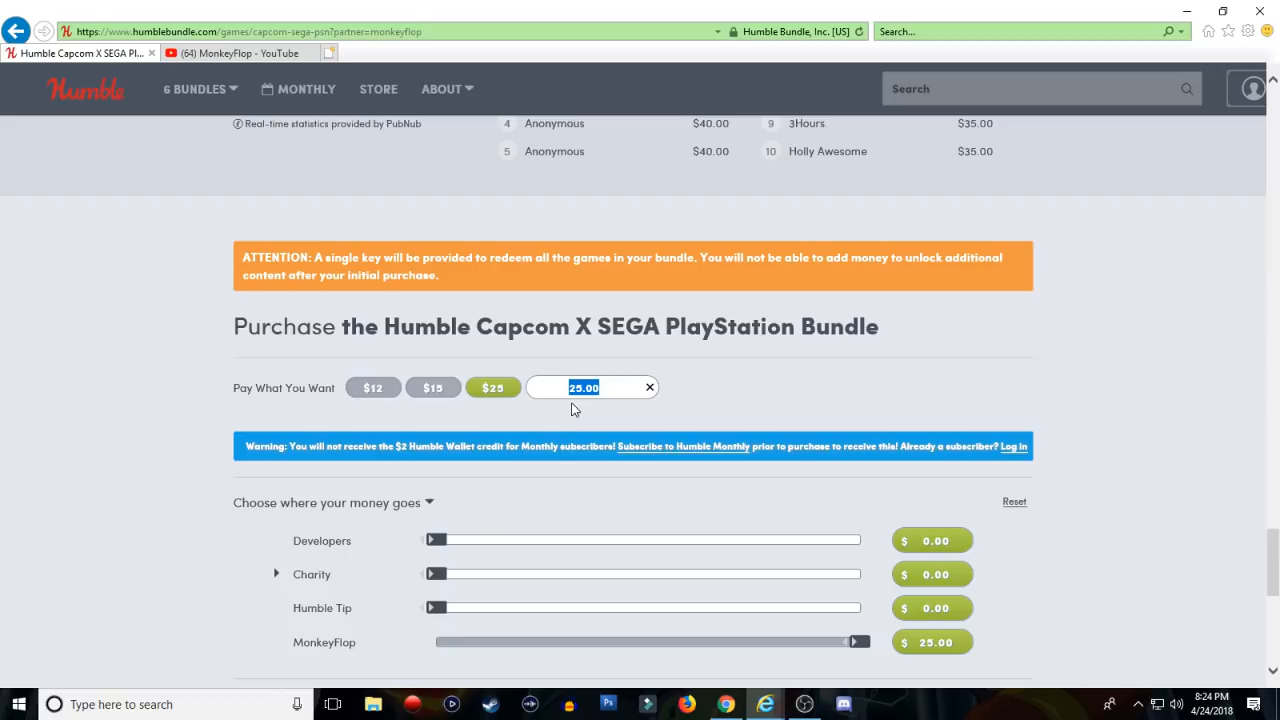 https://www.humblebundle.com/games/capcom-sega-psn?partner=monkeyflop
Humble Bundle, Inc. [US]
Search...
Humble Capcom X SEGA Pl...
(64) MonkeyFlop - YouTube
Humble
6 BUNDLES
MONTHLY
STORE
ABOUT
Search
Real-time statistics provided by PubNub
4 Anonymous $40.00 9 3Hours $35.00
5 Anonymous $40.00 10 Holly Awesome $35.00
ATTENTION: A single key will be provided to redeem all the games in your bundle. You will not be able to add money to unlock additional
content after your initial purchase.
Purchase the Humble Capcom X SEGA PlayStation Bundle
Pay What You Want $12 $15 $25 25.00
Warning: You will not receive the $2 Humble Wallet credit for Monthly subscribers! Subscribe to Humble Monthly prior to purchase to receive this! Already a subscriber? Log in
Choose where your money goes
Reset
Developers $ 0.00
Charity $ 0.00
Humble Tip $ 0.00
MonkeyFlop $ 25.00
Type here to search
Ps
8:24 PM
4/24/2018